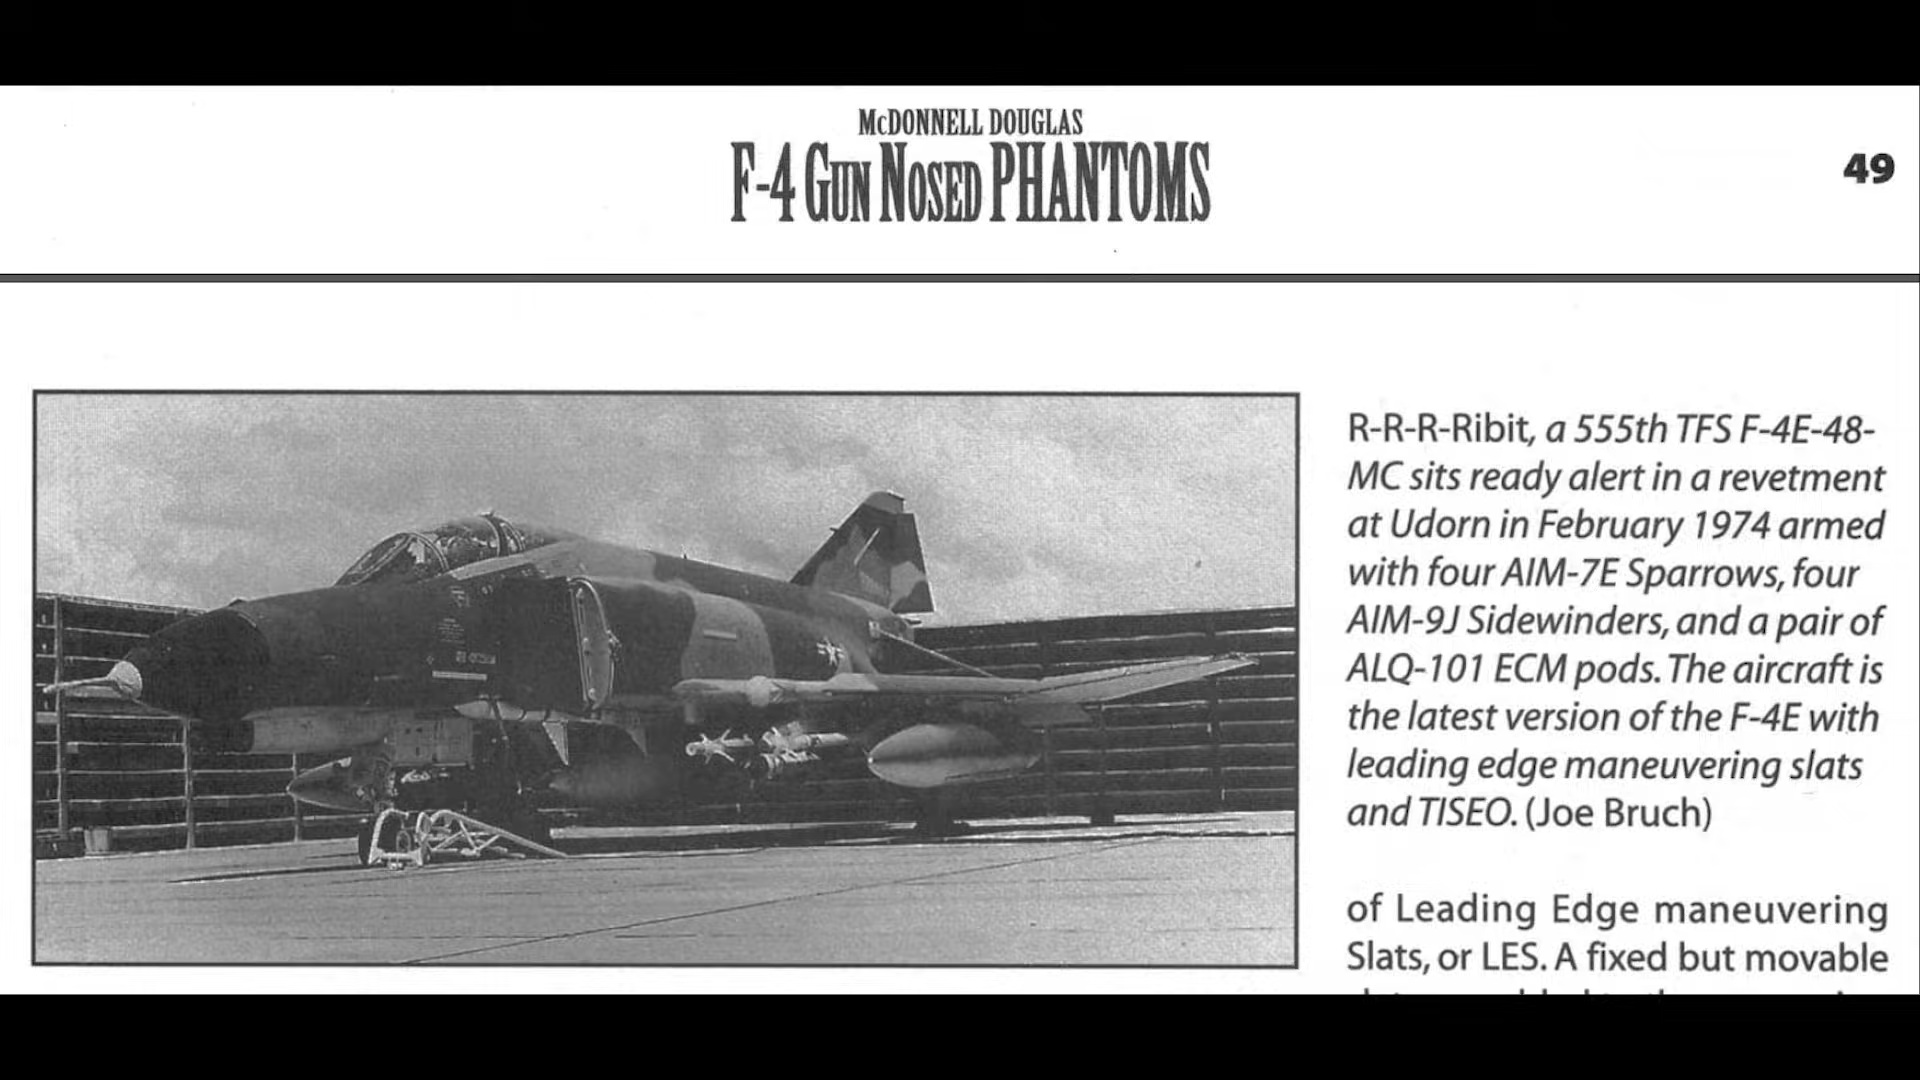 McDONNELL DOUGLAS
F-4 GUN NOSED PHANTOMS
49
R-R-R-Ribit, a 555th TFS F-4E-48-
MC sits ready alert in a revetment
at Udorn in February 1974 armed
with four AIM-7E Sparrows, four
AIM-9J Sidewinders, and a pair of
ALQ-101 ECM pods. The aircraft is
the latest version of the F-4E with
leading edge maneuvering slats
and TISEO. (Joe Bruch)
of Leading Edge maneuvering
Slats, or LES. A fixed but movable